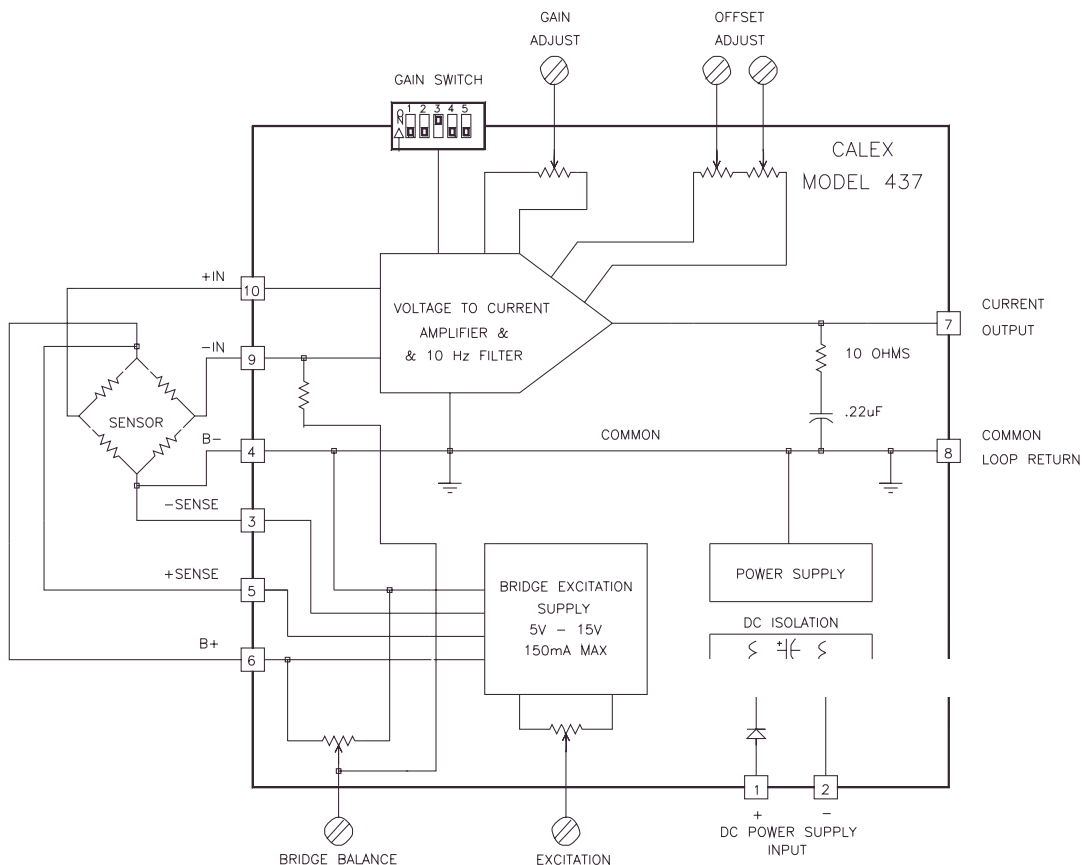 GAIN
ADJUST
OFFSET
ADJUST
GAIN SWITCH
ON
1 2 3 4 5
CALEX
MODEL 437
+IN
10
VOLTAGE TO CURRENT
AMPLIFIER &
& 10 Hz FILTER
7
CURRENT
OUTPUT
-IN
9
10 OHMS
SENSOR
.22uF
B-
4
COMMON
8
COMMON
LOOP RETURN
-SENSE
3
+SENSE
5
BRIDGE EXCITATION
SUPPLY
5V - 15V
150mA MAX
POWER SUPPLY
DC ISOLATION
+
B+
6
1
2
+
-
DC POWER SUPPLY
INPUT
BRIDGE BALANCE
EXCITATION